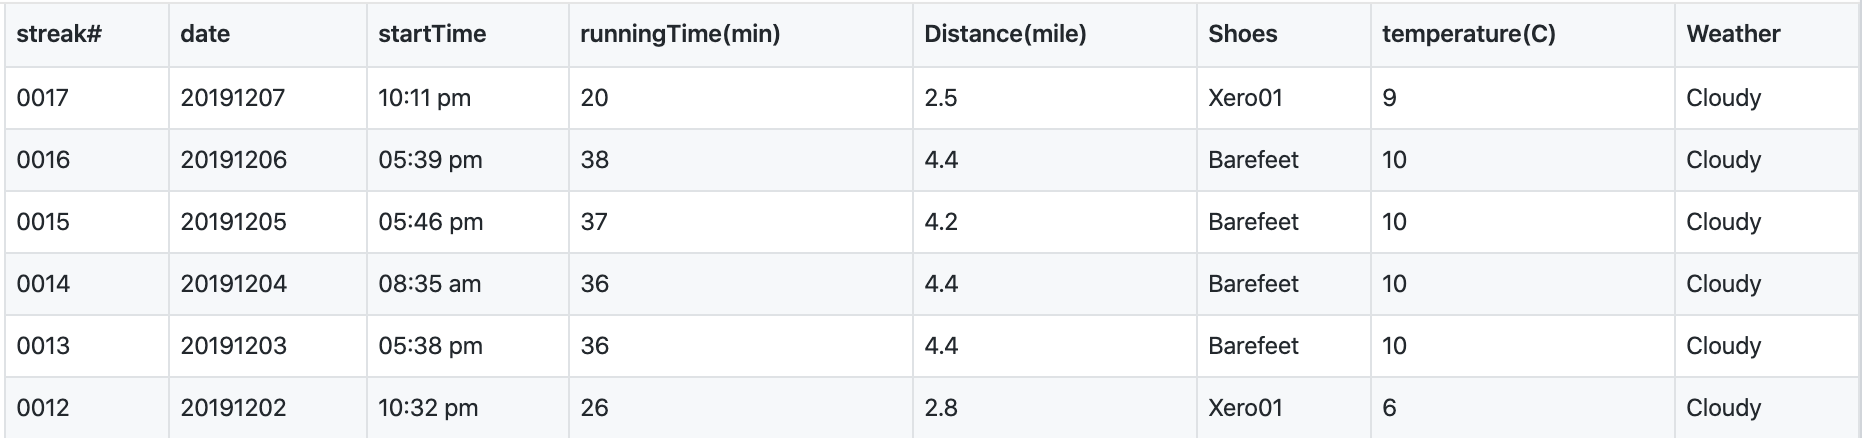 streak# date startTime runningTime(min) Distance(mile) Shoes temperature(C) Weather
0017 20191207 10:11 pm 20 2.5 Xero01 9 Cloudy
0016 20191206 05:39 pm 38 4.4 Barefeet 10 Cloudy
0015 20191205 05:46 pm 37 4.2 Barefeet 10 Cloudy
0014 20191204 08:35 am 36 4.4 Barefeet 10 Cloudy
0013 20191203 05:38 pm 36 4.4 Barefeet 10 Cloudy
0012 20191202 10:32 pm 26 2.8 Xero01 6 Cloudy